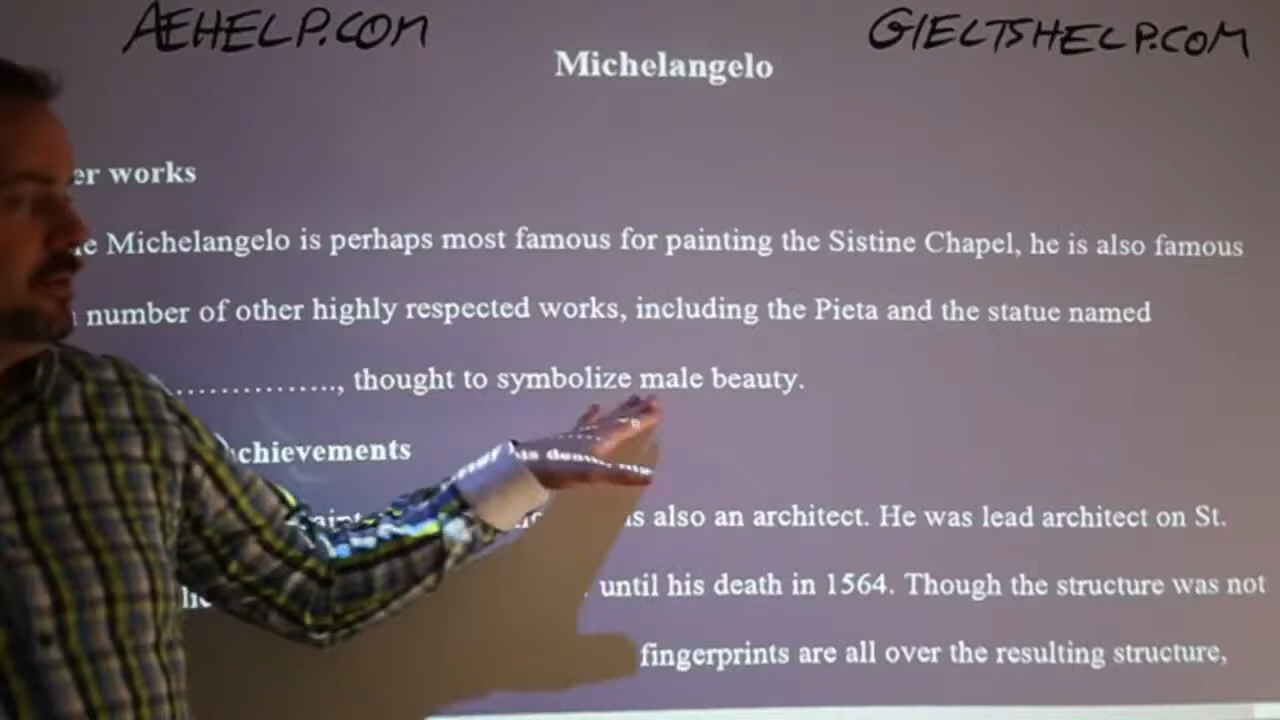 AEHELP.COM
GIELTSHELP.COM
Michelangelo
er works
Michelangelo is perhaps most famous for painting the Sistine Chapel, he is also famous
number of other highly respected works, including the Pieta and the statue named
……………, thought to symbolize male beauty.
chievements
is also an architect. He was lead architect on St.
until his death in 1564. Though the structure was not
fingerprints are all over the resulting structure,